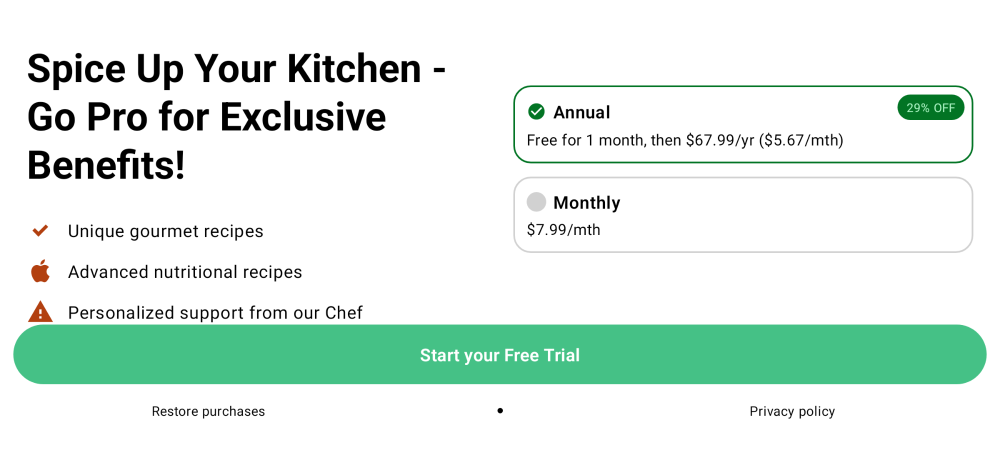 Spice Up Your Kitchen -
Go Pro for Exclusive
Benefits!
Unique gourmet recipes
Advanced nutritional recipes
Personalized support from our Chef
Annual
29% OFF
Free for 1 month, then $67.99/yr ($5.67/mth)
Monthly
$7.99/mth
Start your Free Trial
Restore purchases
•
Privacy policy